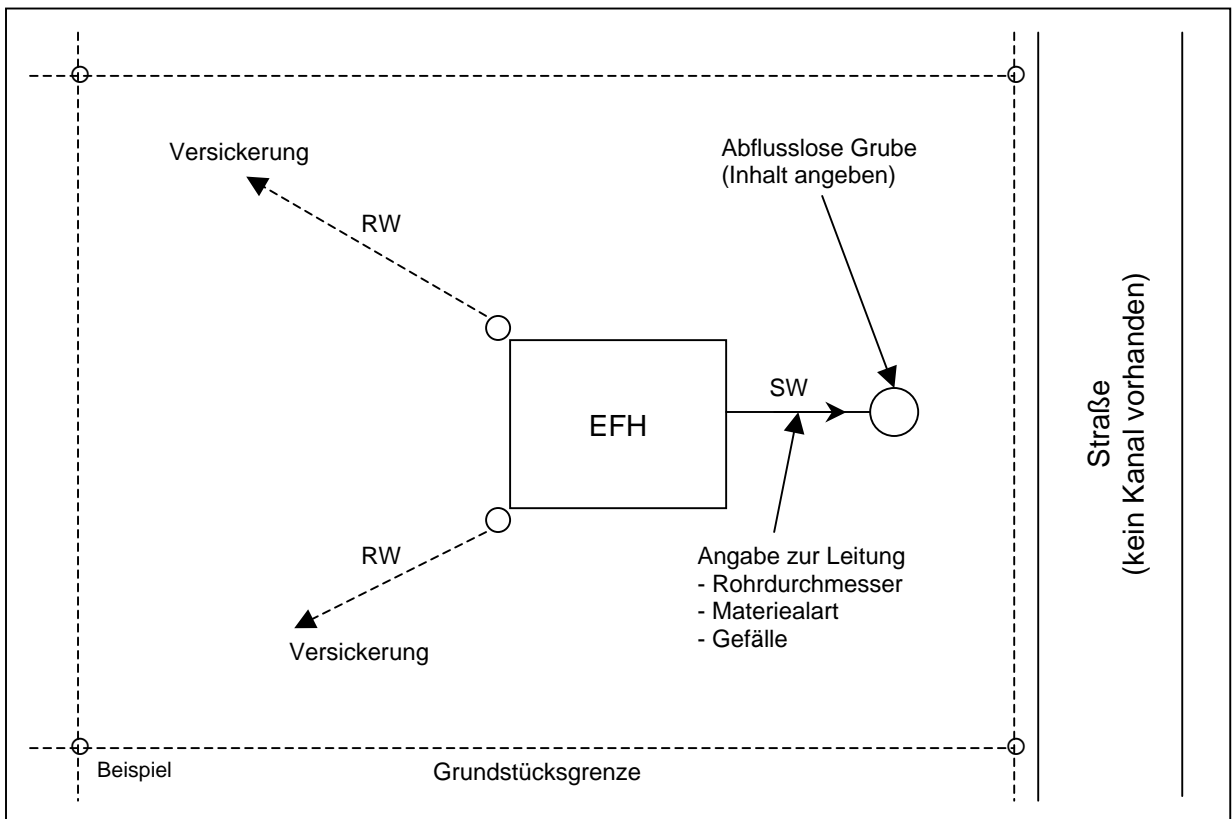 Versickerung
RW
Abflusslose Grube
(Inhalt angeben)
SW
EFH
Straße
(kein Kanal vorhanden)
RW
Versickerung
Angabe zur Leitung
- Rohrdurchmesser
- Materiealart
- Gefälle
Beispiel
Grundstücksgrenze